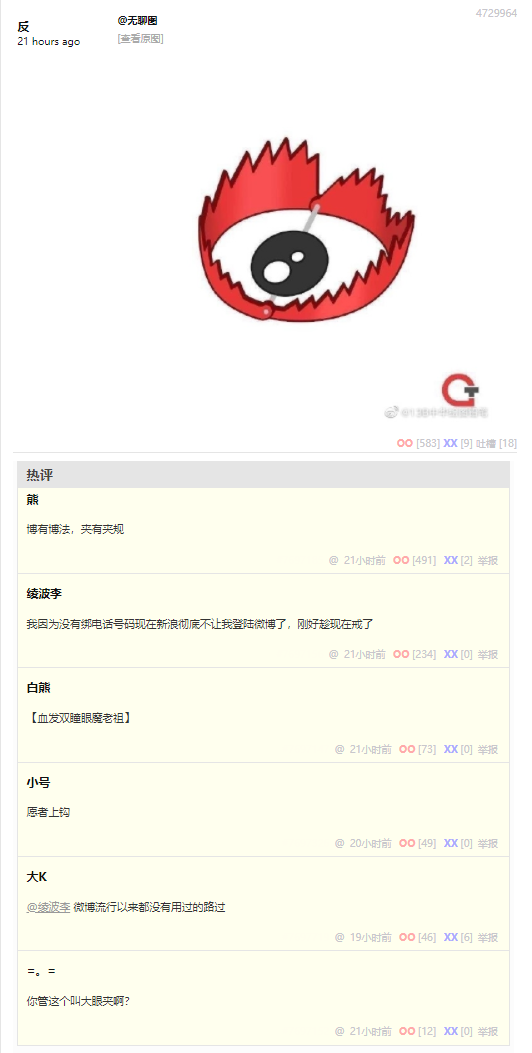 反
21 hours ago
@无聊图
[查看原图]
4729964
OO [583] XX [9] 吐槽 [18]
热评
熊
博有博法，夹有夹规
@ 21小时前 OO [491] XX [2] 举报
绫波李
我因为没有绑电话号码现在新浪彻底不让我登陆微博了，刚好趁现在戒了
@ 21小时前 OO [234] XX [0] 举报
白熊
【血发双瞳眼魔老祖】
@ 21小时前 OO [73] XX [0] 举报
小号
愿者上钩
@ 20小时前 OO [49] XX [0] 举报
大K
@绫波李 微博流行以来都没有用过的路过
@ 19小时前 OO [46] XX [6] 举报
=。=
你管这个叫大眼夹啊？
@ 21小时前 OO [12] XX [0] 举报